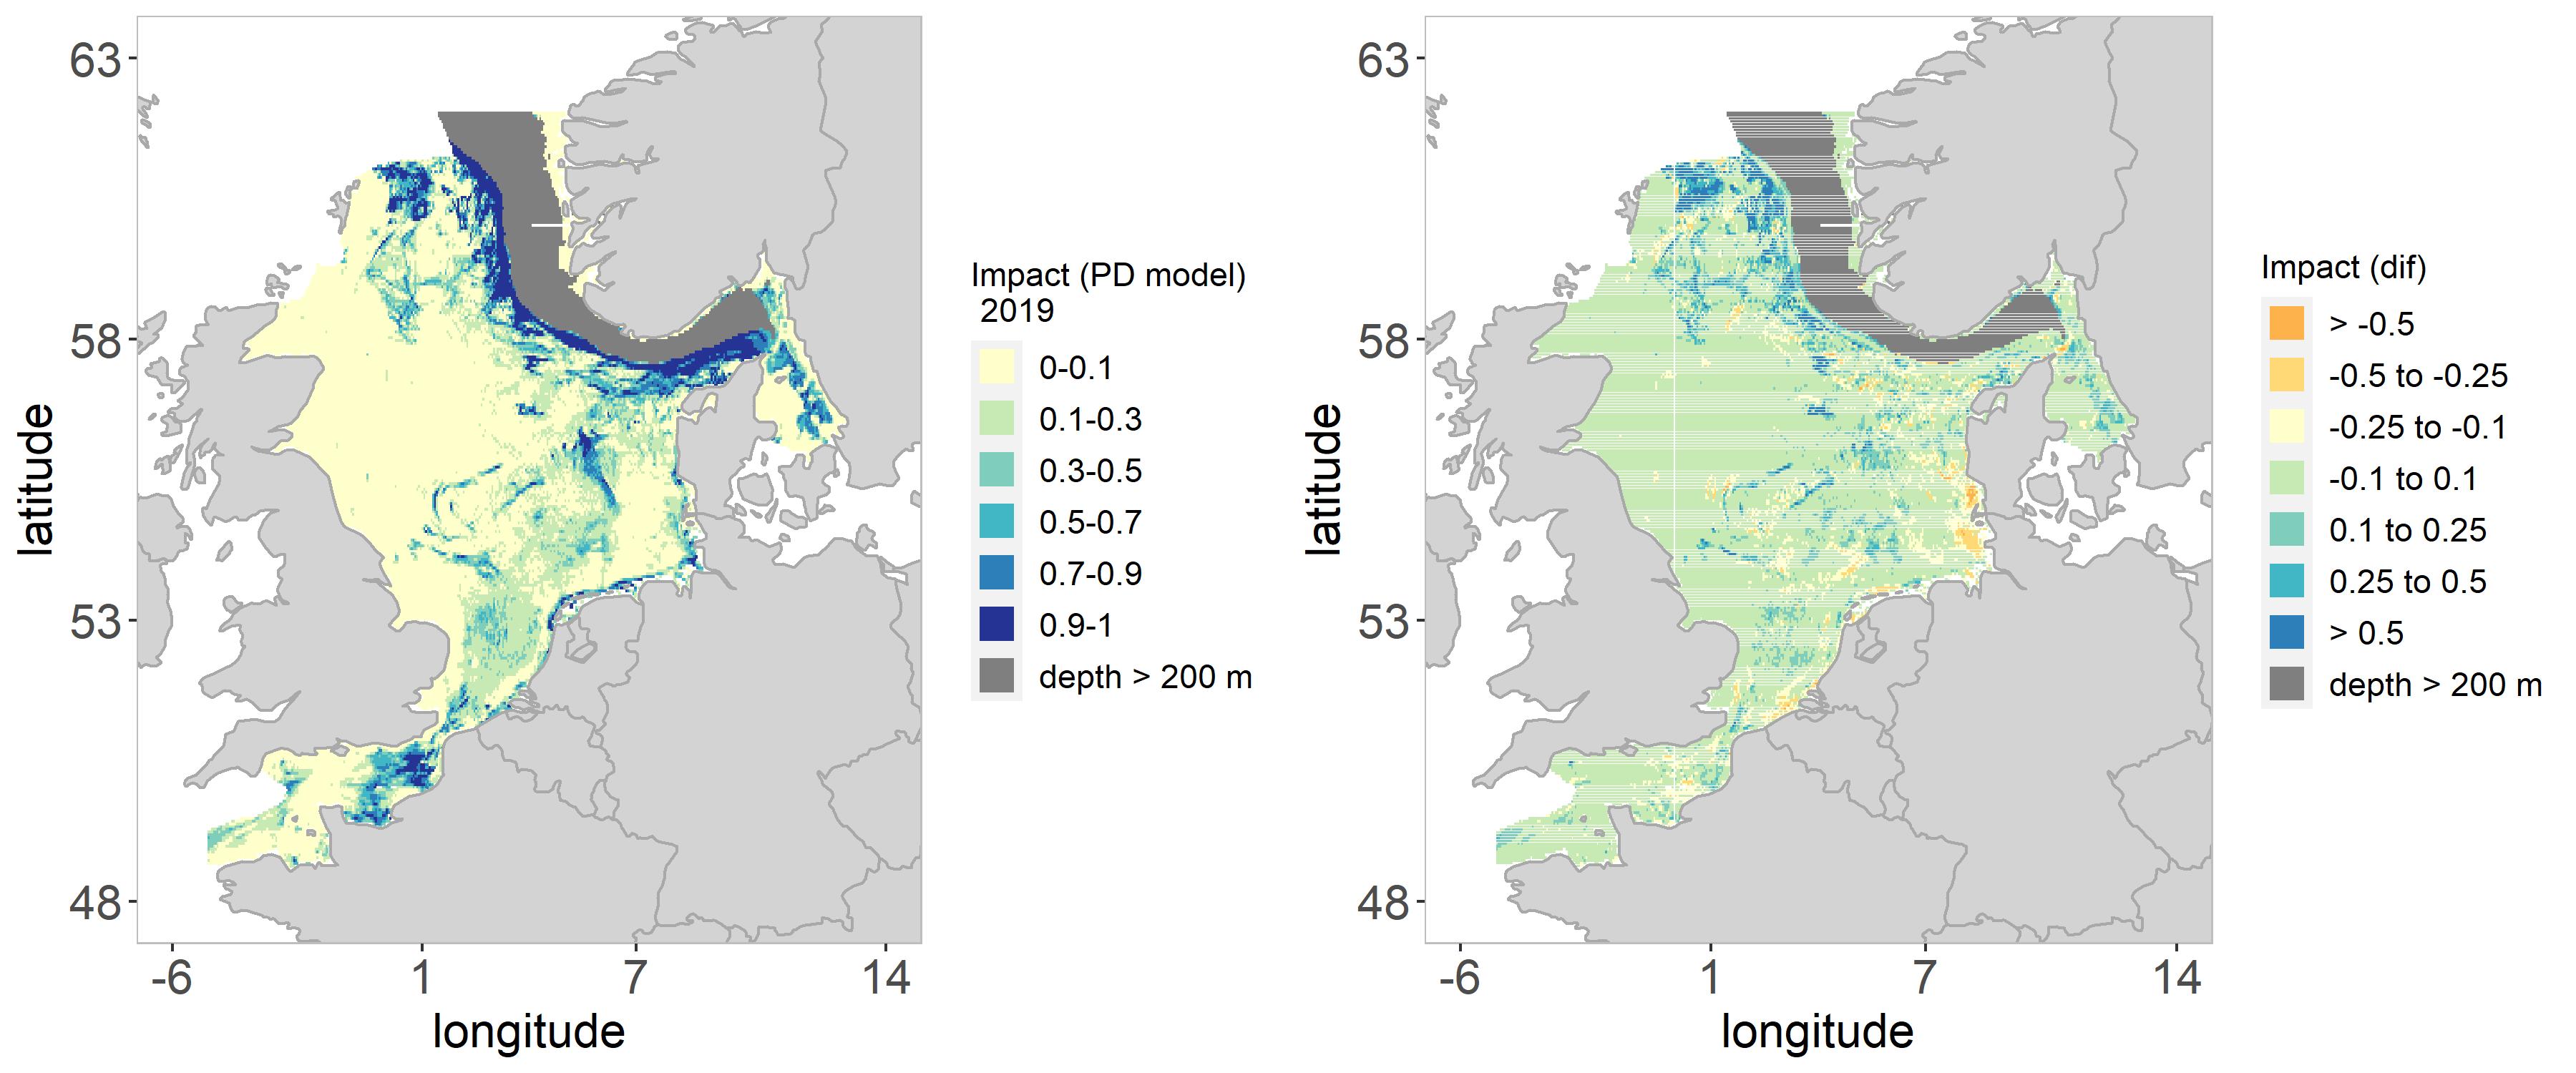 63
58
53
48
latitude
-6
1
7
14
longitude
Impact (PD model)
2019
0-0.1
0.1-0.3
0.3-0.5
0.5-0.7
0.7-0.9
0.9-1
depth > 200 m
63
58
53
48
latitude
-6
1
7
14
longitude
Impact (dif)
> -0.5
-0.5 to -0.25
-0.25 to -0.1
-0.1 to 0.1
0.1 to 0.25
0.25 to 0.5
> 0.5
depth > 200 m